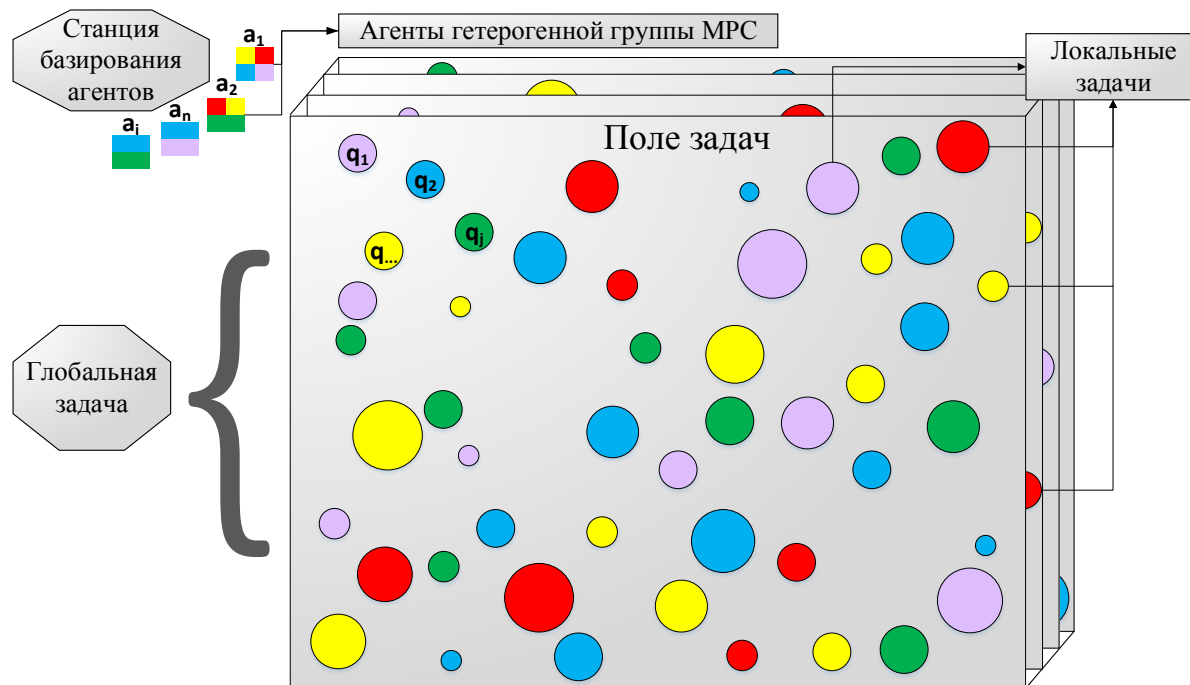 Станция
базирования
агентов
a1
a2
an
ai
Агенты гетерогенной группы МРС
Локальные
задачи
Поле задач
q1
q2
qj
q...
Глобальная
задача